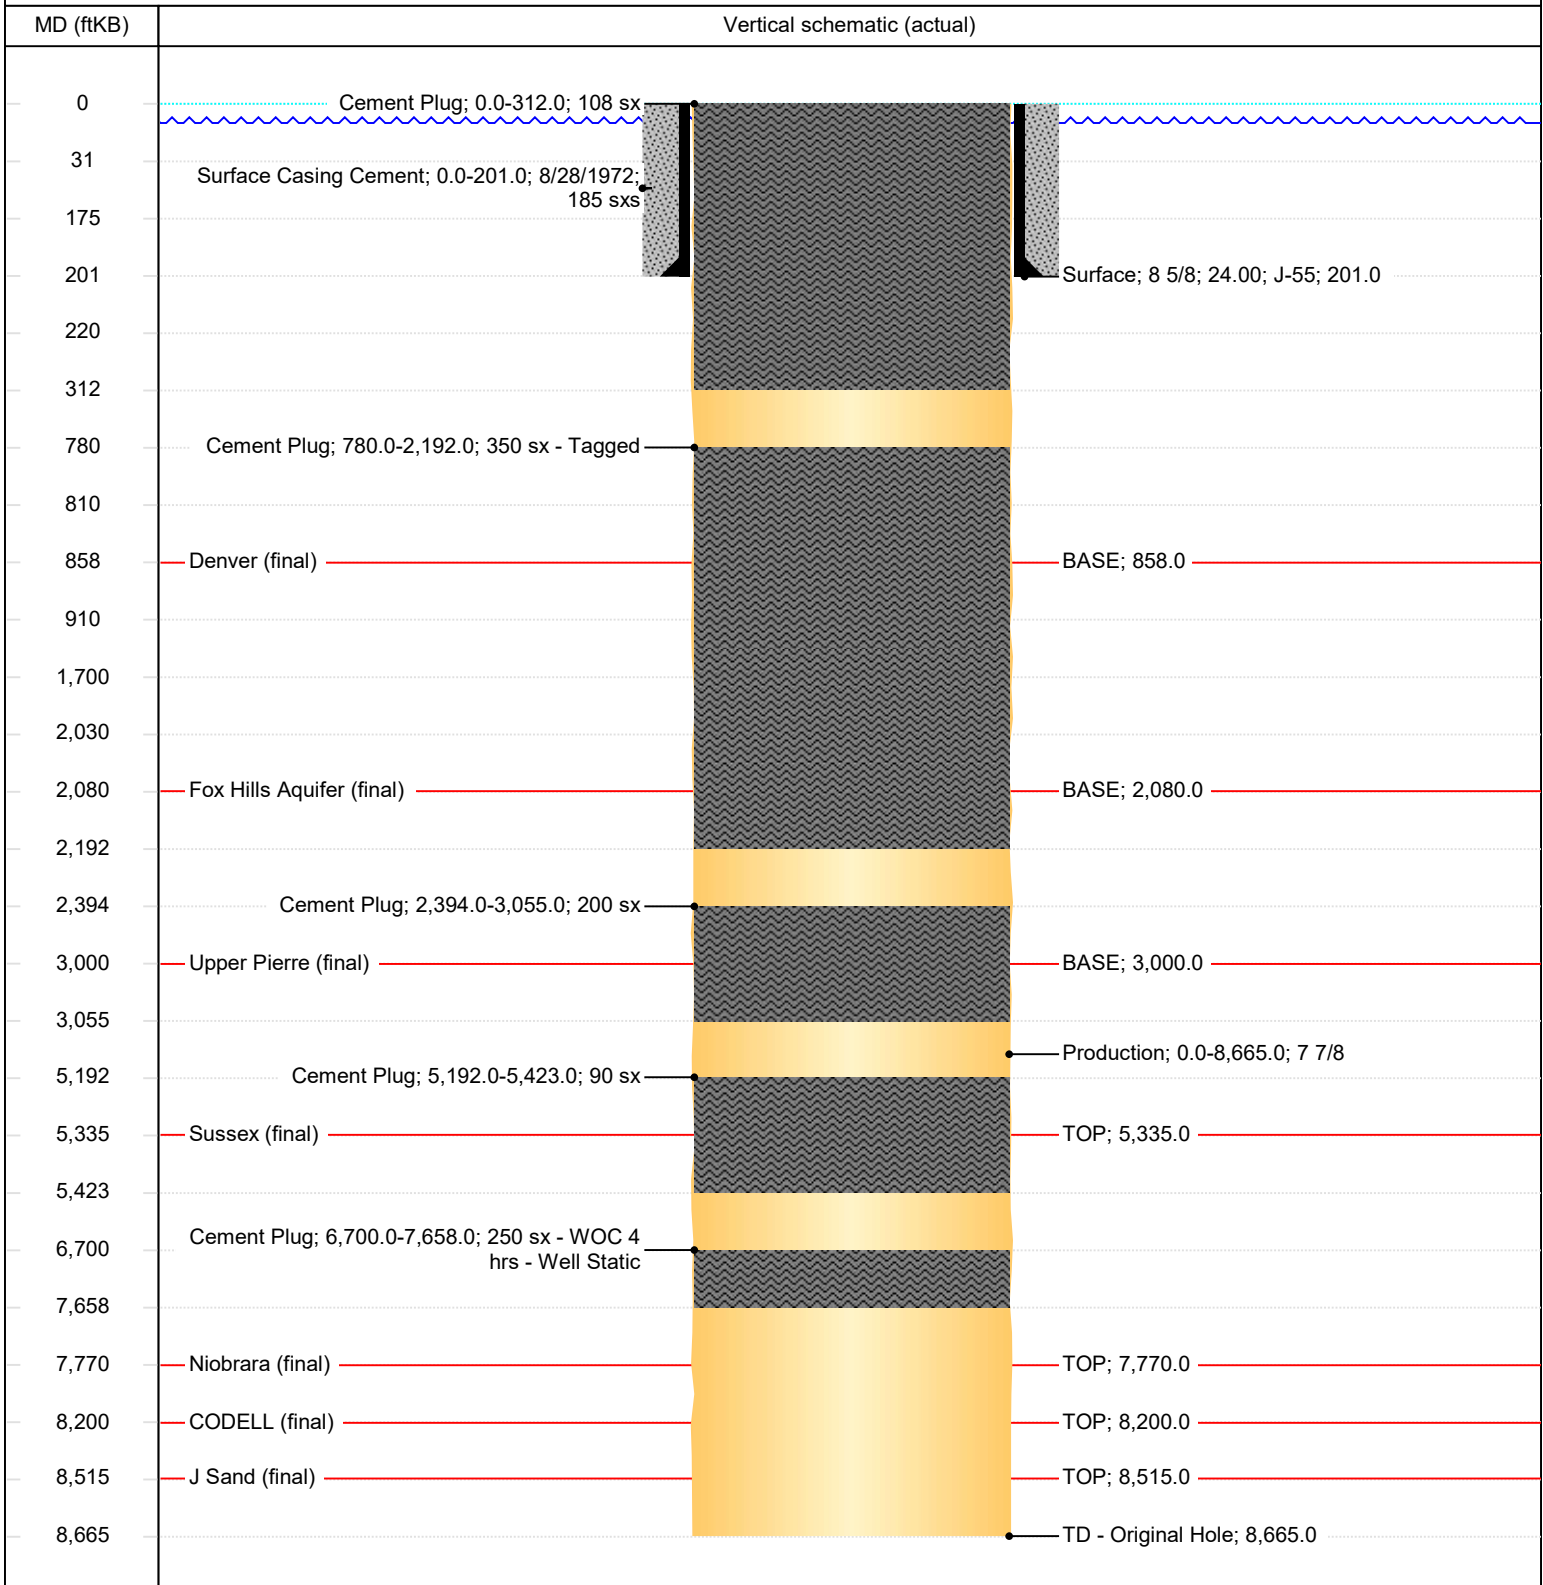 MD (ftKB) Vertical schematic (actual)
0 Cement Plug; 0.0-312.0; 108 sx
31
Surface Casing Cement; 0.0-201.0; 8/28/1972;
185 sxs
175
201 Surface; 8 5/8; 24.00; J-55; 201.0
220
312
780 Cement Plug; 780.0-2,192.0; 350 sx - Tagged
810
858 Denver (final) BASE; 858.0
910
1,700
2,030
2,080 Fox Hills Aquifer (final) BASE; 2,080.0
2,192
2,394 Cement Plug; 2,394.0-3,055.0; 200 sx
3,000 Upper Pierre (final) BASE; 3,000.0
3,055
Production; 0.0-8,665.0; 7 7/8
5,192 Cement Plug; 5,192.0-5,423.0; 90 sx
5,335 Sussex (final) TOP; 5,335.0
5,423
Cement Plug; 6,700.0-7,658.0; 250 sx - WOC 4
6,700 hrs - Well Static
7,658
7,770 Niobrara (final) TOP; 7,770.0
8,200 CODELL (final) TOP; 8,200.0
8,515 J Sand (final) TOP; 8,515.0
8,665 TD - Original Hole; 8,665.0